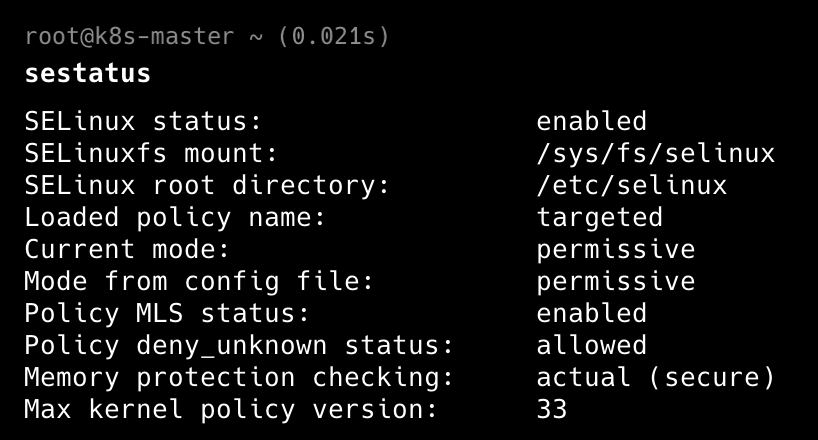 root@k8s-master ~ (0.021s)
sestatus
SELinux status:                 enabled
SELinuxfs mount:                /sys/fs/selinux
SELinux root directory:         /etc/selinux
Loaded policy name:             targeted
Current mode:                   permissive
Mode from config file:          permissive
Policy MLS status:              enabled
Policy deny_unknown status:     allowed
Memory protection checking:     actual (secure)
Max kernel policy version:      33